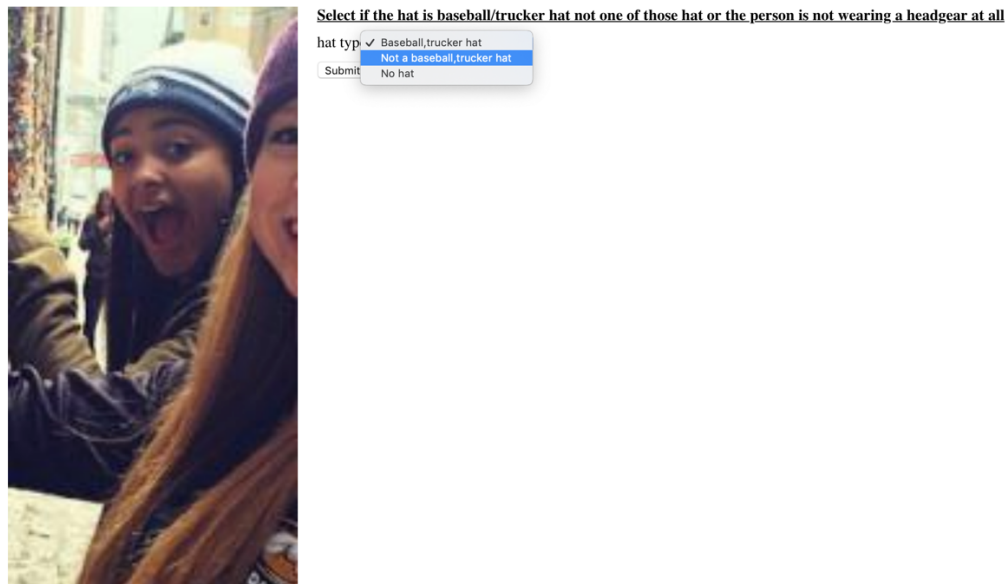 Select if the hat is baseball/trucker hat not one of those hat or the person is not wearing a headgear at all
hat typ
✓ Baseball,trucker hat
Not a baseball,trucker hat
No hat
Submit